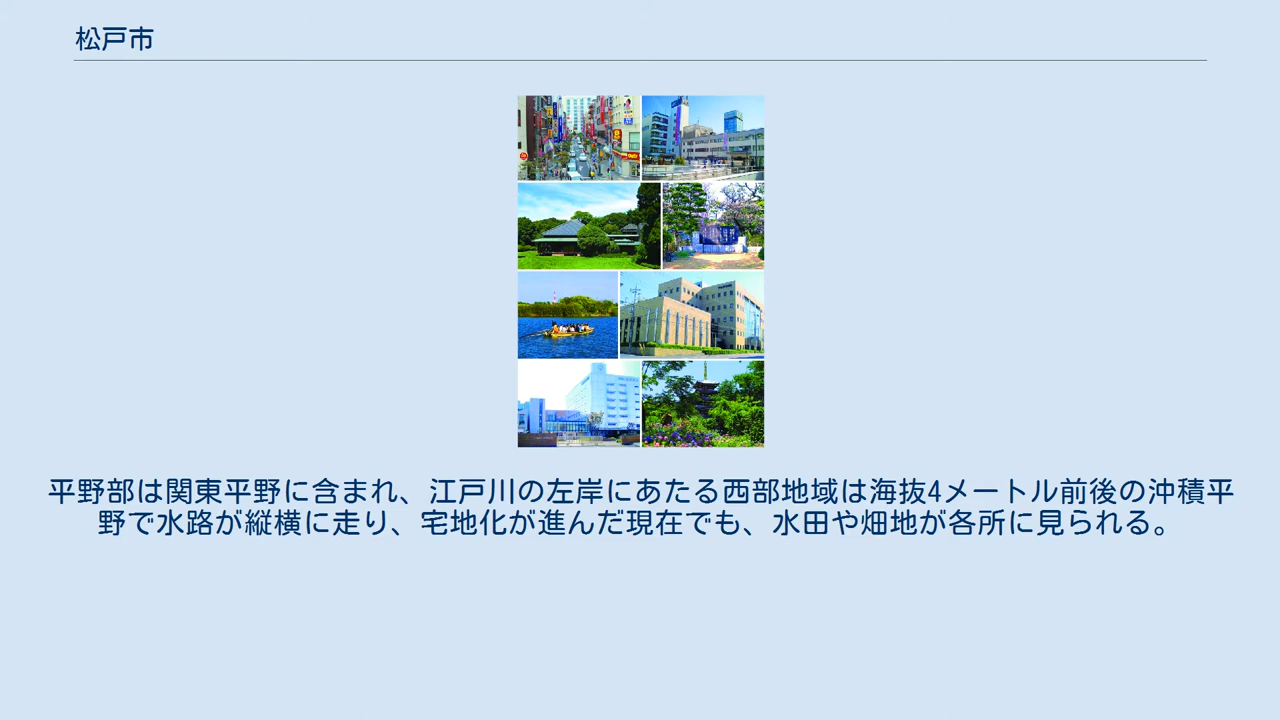 松戸市
平野部は関東平野に含まれ、江戸川の左岸にあたる西部地域は海抜4メートル前後の沖積平
野で水路が縦横に走り、宅地化が進んだ現在でも、水田や畑地が各所に見られる。